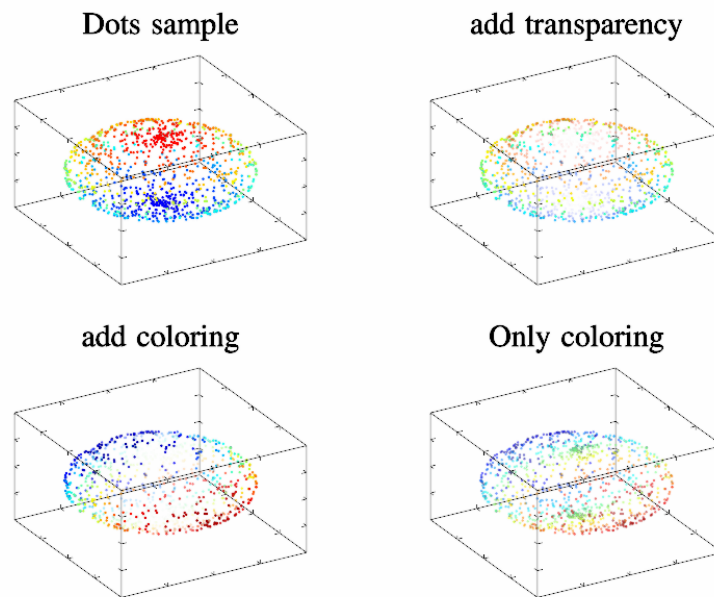 Dots sample
add transparency
add coloring
Only coloring